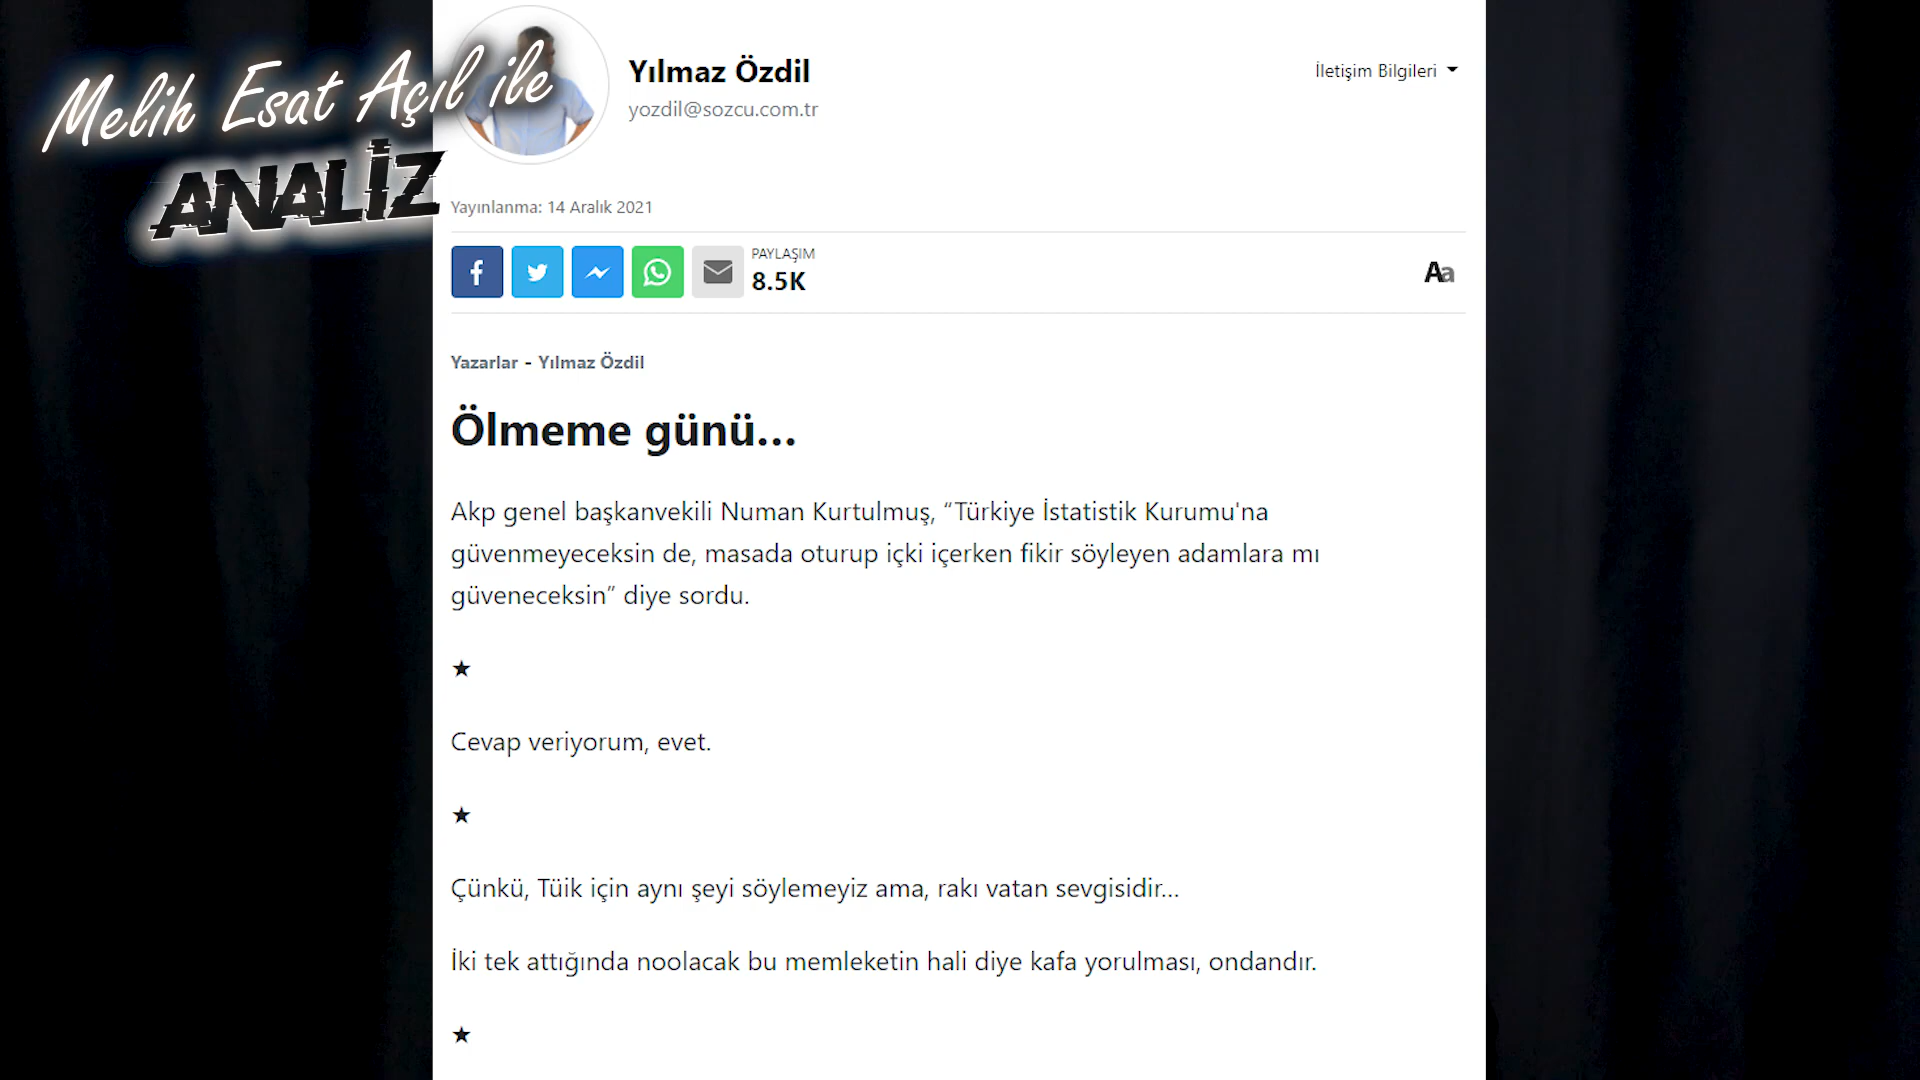 Melih Esat Açıl ile
ANALİZ
Yılmaz Özdil
yozdil@sozcu.com.tr
İletişim Bilgileri
Yayınlanma: 14 Aralık 2021
PAYLAŞIM
8.5K
Aa
Yazarlar - Yılmaz Özdil
Ölmeme günü...
Akp genel başkanvekili Numan Kurtulmuş, “Türkiye İstatistik Kurumu'na
güvenmeyeceksin de, masada oturup içki içerken fikir söyleyen adamlara mı
güveneceksin” diye sordu.
★
Cevap veriyorum, evet.
★
Çünkü, Tüik için aynı şeyi söylemeyiz ama, rakı vatan sevgisidir...
İki tek attığında noolacak bu memleketin hali diye kafa yorulması, ondandır.
★